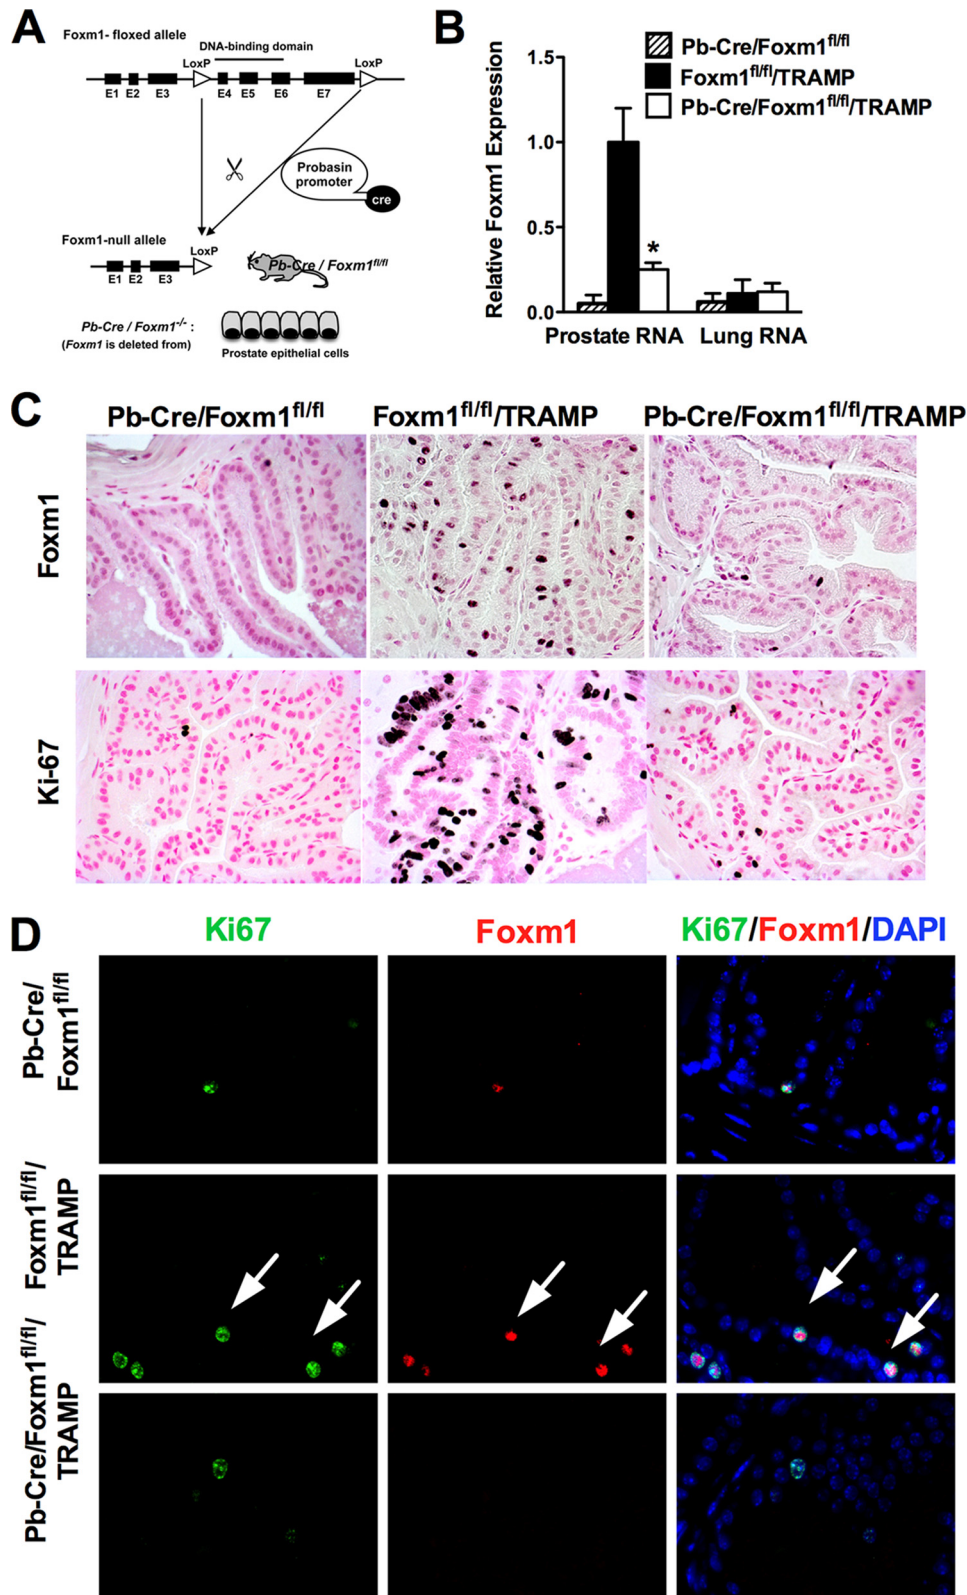 A
Foxm1- floxed allele
DNA-binding domain
LoxP
LoxP
E1 E2 E3 E4 E5 E6 E7
Probasin
promoter
cre
Foxm1-null allele
LoxP
E1 E2 E3
Pb-Cre / Foxm1fl/fl
Pb-Cre / Foxm1-/- :
(Foxm1 is deleted from)
Prostate epithelial cells
B
Relative Foxm1 Expression
1.5
1.0
0.5
0.0
Pb-Cre/Foxm1fl/fl
Foxm1fl/fl/TRAMP
Pb-Cre/Foxm1fl/fl/TRAMP
*
Prostate RNA Lung RNA
C
Pb-Cre/Foxm1fl/fl Foxm1fl/fl/TRAMP Pb-Cre/Foxm1fl/fl/TRAMP
Foxm1
Ki-67
D
Ki67 Foxm1 Ki67/Foxm1/DAPI
Pb-Cre/
Foxm1fl/fl
Foxm1fl/fl/
TRAMP
Pb-Cre/Foxm1fl/fl/
TRAMP